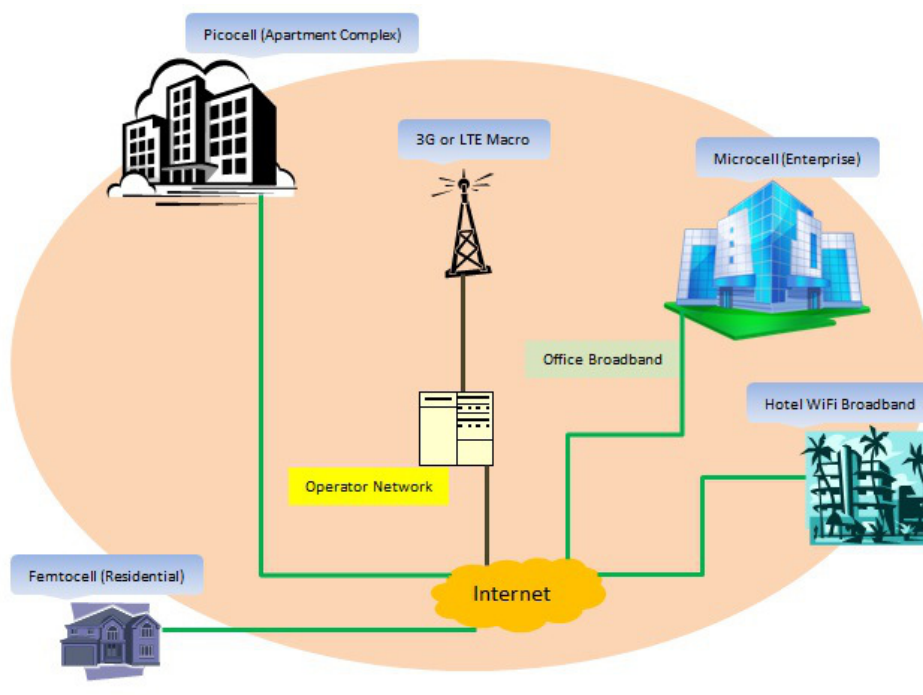 Picocell (Apartment Complex)
3G or LTE Macro
Microcell (Enterprise)
Office Broadband
Hotel WiFi Broadband
Operator Network
Femtocell (Residential)
Internet